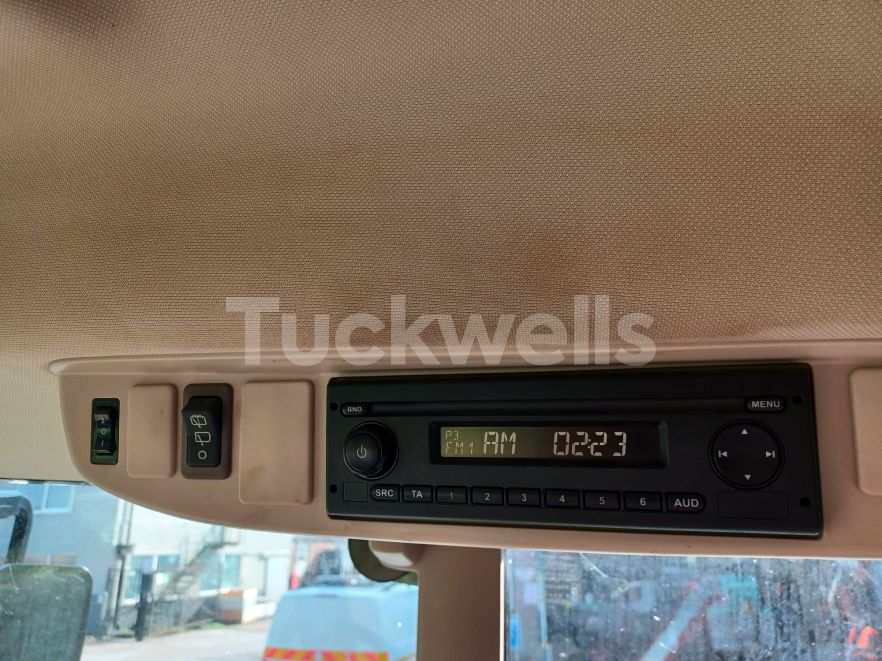 Tuckwells
BND
MENU
P3
FM1 AM 02:23
SRC TA 1 2 3 4 5 6 AUD